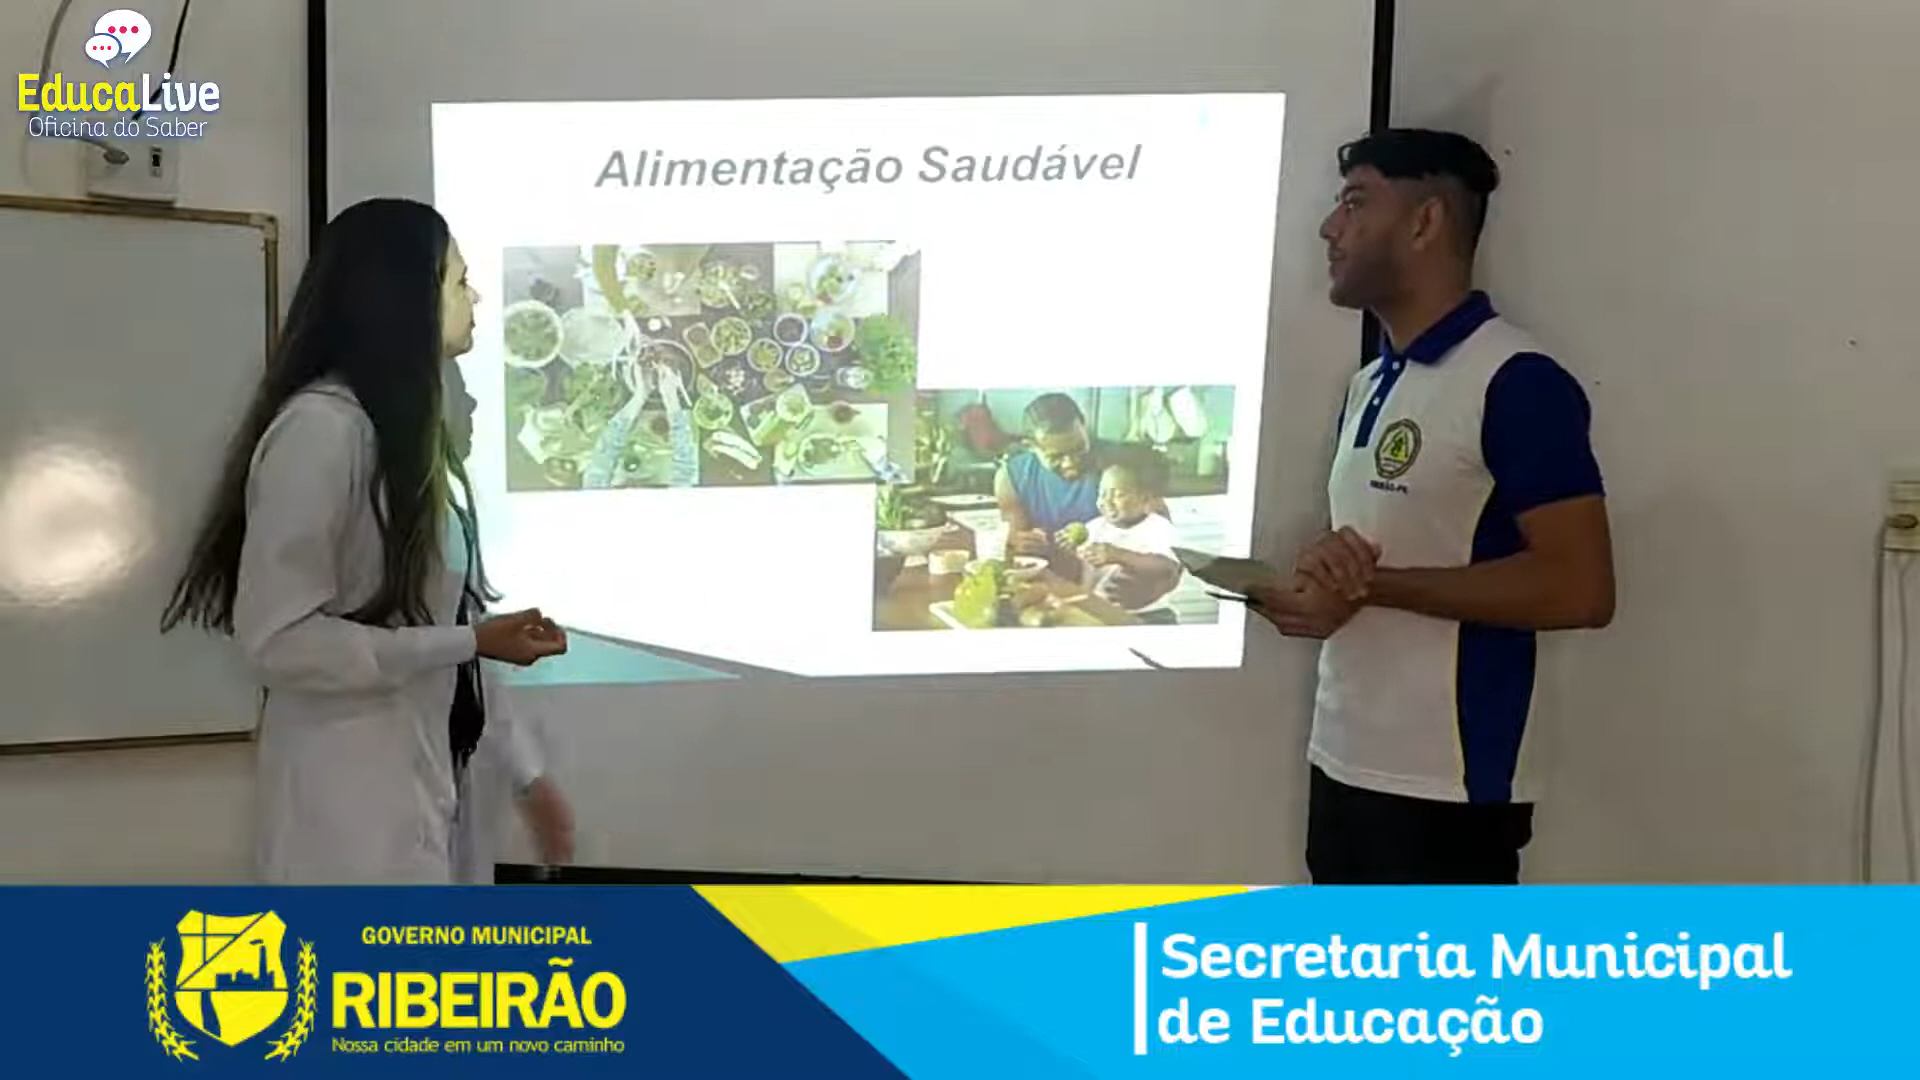 EducaLive
Oficina do Saber
Alimentação Saudável
GOVERNO MUNICIPAL
RIBEIRÃO
Nossa cidade em um novo caminho
Secretaria Municipal
de Educação